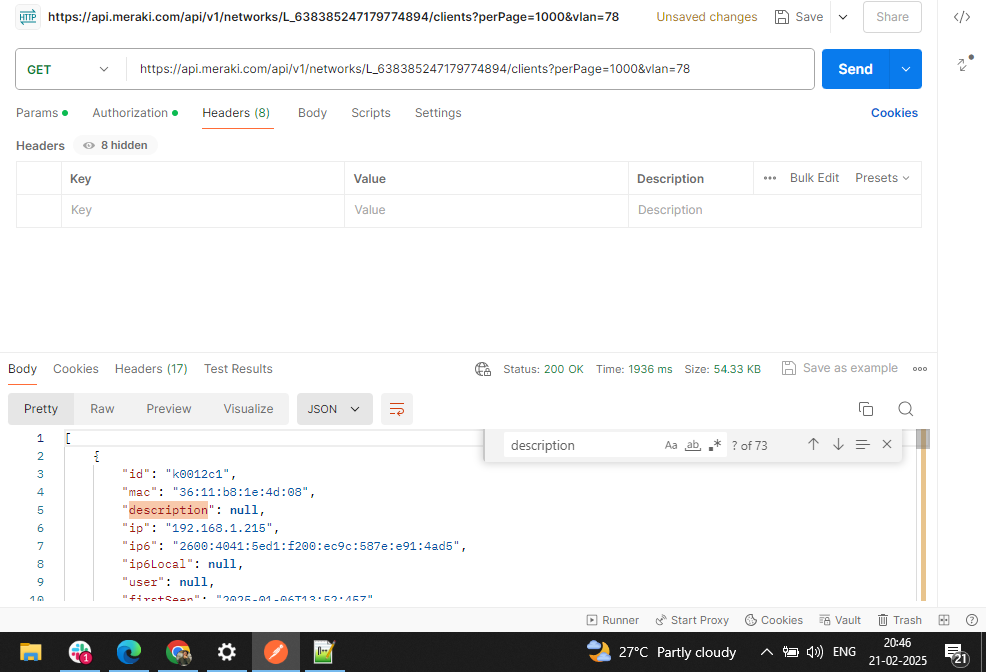 HTTP https://api.meraki.com/api/v1/networks/L_638385247179774894/clients?perPage=1000&vlan=78 Unsaved changes Save Share </>
GET https://api.meraki.com/api/v1/networks/L_638385247179774894/clients?perPage=1000&vlan=78 Send
Params Authorization Headers (8) Body Scripts Settings Cookies
Headers 8 hidden
Key Value Description Bulk Edit Presets
Key Value Description
Body Cookies Headers (17) Test Results Status: 200 OK Time: 1936 ms Size: 54.33 KB Save as example
Pretty Raw Preview Visualize JSON
description Aa ab .* ? of 73
1 [
2 {
3 "id": "k0012c1",
4 "mac": "36:11:b8:1e:4d:08",
5 "description": null,
6 "ip": "192.168.1.215",
7 "ip6": "2600:4041:5ed1:f200:ec9c:587e:e91:4ad5",
8 "ip6Local": null,
9 "user": null,
10 "firstSeen": "2025-01-06T13:52:45Z"
Runner Start Proxy Cookies Vault Trash
1 27°C Partly cloudy ENG 20:46
21-02-2025 21